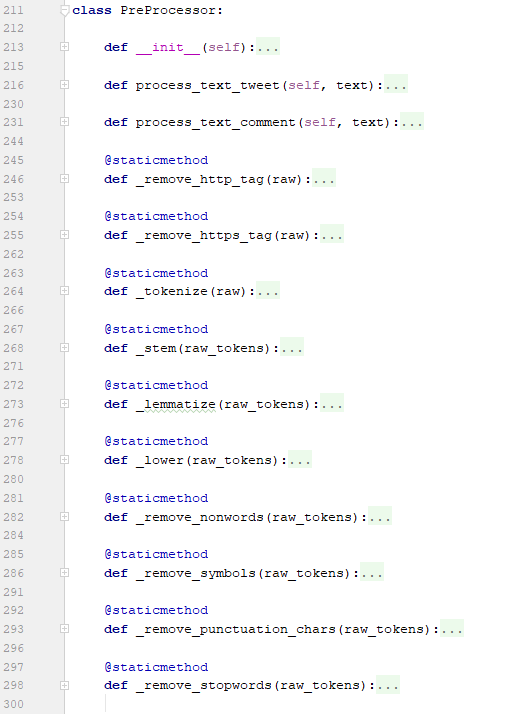 211 class PreProcessor:
212
213 def __init__(self):...
215
216 def process_text_tweet(self, text):...
230
231 def process_text_comment(self, text):...
244
245 @staticmethod
246 def _remove_http_tag(raw):...
253
254 @staticmethod
255 def _remove_https_tag(raw):...
262
263 @staticmethod
264 def _tokenize(raw):...
266
267 @staticmethod
268 def _stem(raw_tokens):...
271
272 @staticmethod
273 def _lemmatize(raw_tokens):...
276
277 @staticmethod
278 def _lower(raw_tokens):...
280
281 @staticmethod
282 def _remove_nonwords(raw_tokens):...
284
285 @staticmethod
286 def _remove_symbols(raw_tokens):...
291
292 @staticmethod
293 def _remove_punctuation_chars(raw_tokens):...
296
297 @staticmethod
298 def _remove_stopwords(raw_tokens):...
300